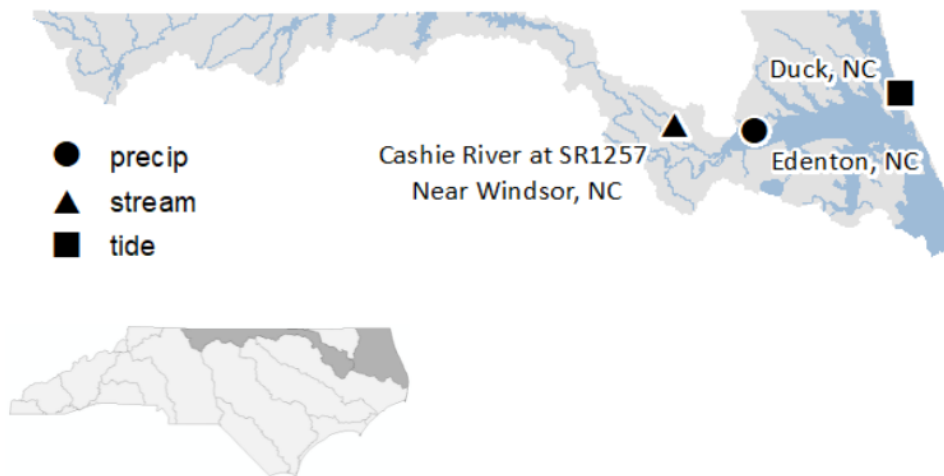 Duck, NC
precip
Cashie River at SR1257
Near Windsor, NC
Edenton, NC
stream
tide